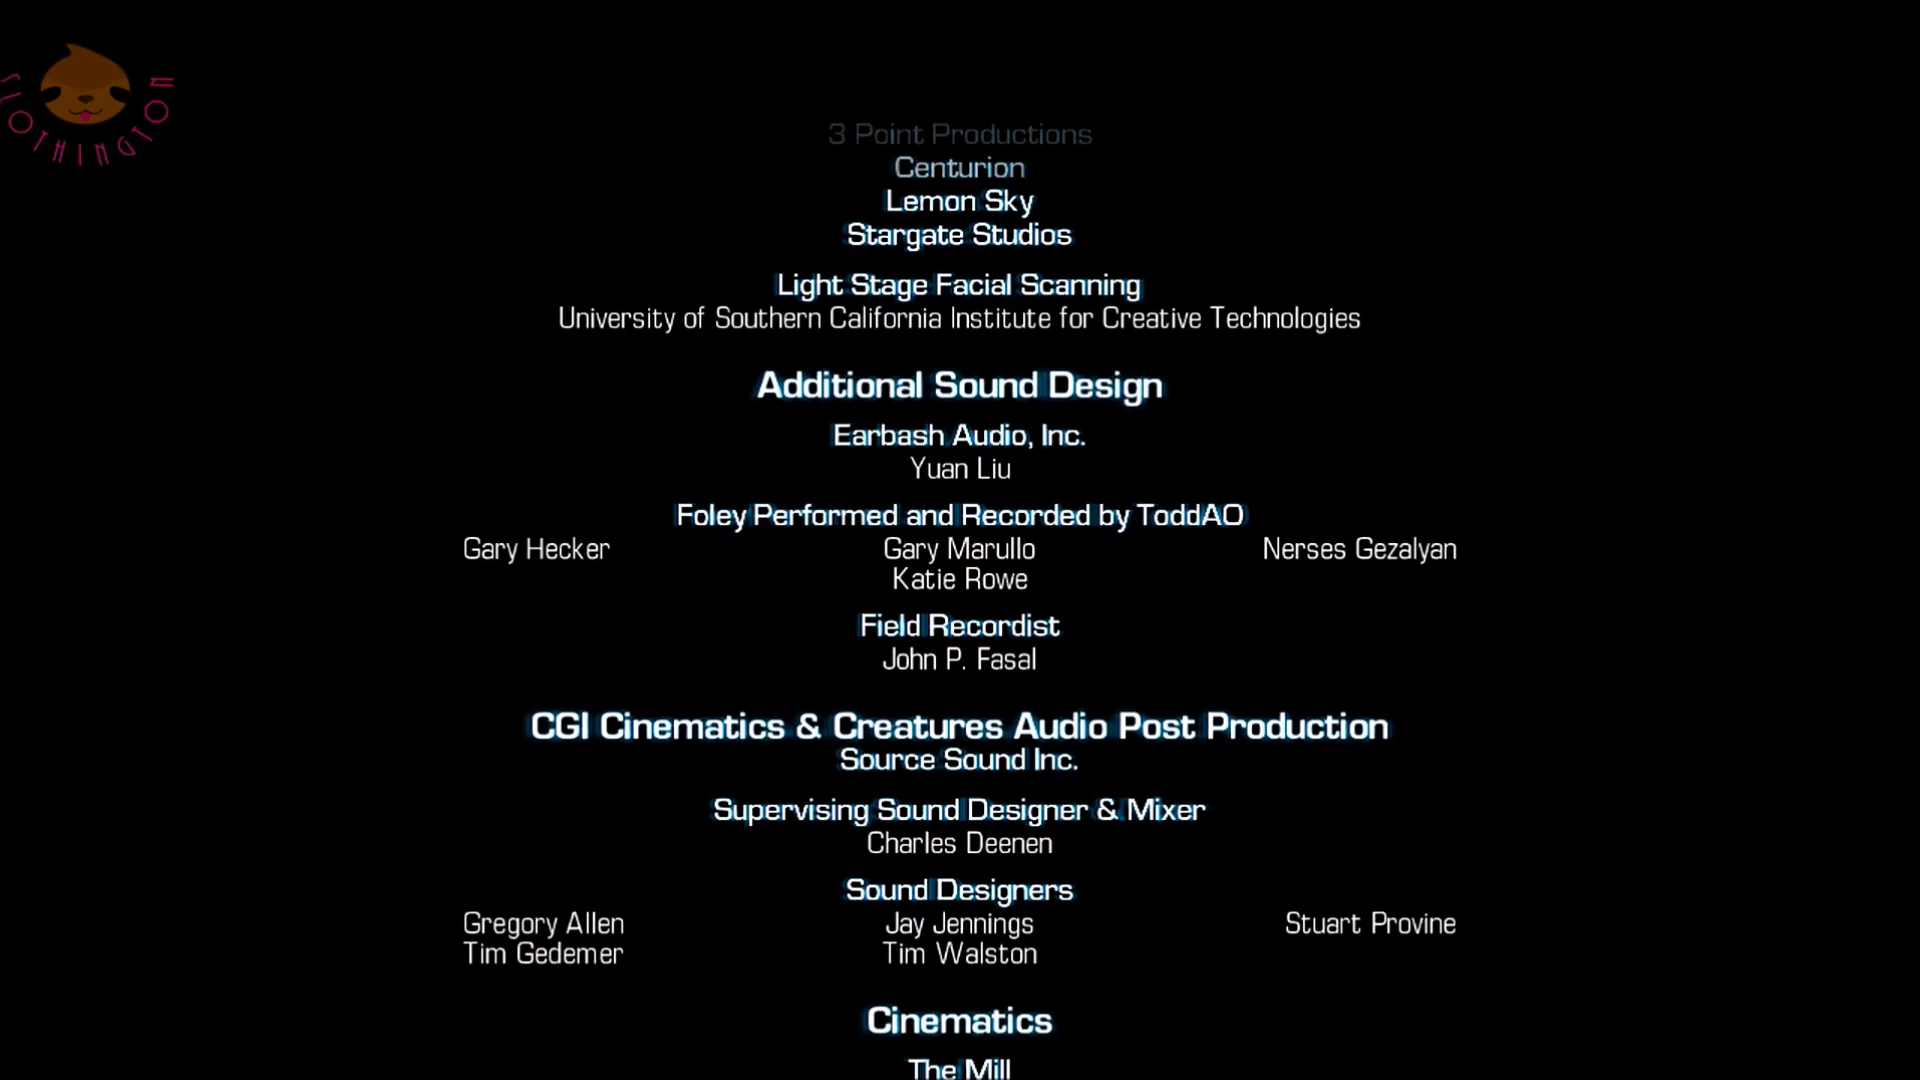 SLOTHINGTON
3 Point Productions
Centurion
Lemon Sky
Stargate Studios
Light Stage Facial Scanning
University of Southern California Institute for Creative Technologies
Additional Sound Design
Earbash Audio, Inc.
Yuan Liu
Foley Performed and Recorded by ToddAO
Gary Hecker Gary Marullo Nerses Gezalyan
Katie Rowe
Field Recordist
John P. Fasal
CGI Cinematics & Creatures Audio Post Production
Source Sound Inc.
Supervising Sound Designer & Mixer
Charles Deenen
Sound Designers
Gregory Allen Jay Jennings Stuart Provine
Tim Gedemer Tim Walston
Cinematics
The Mill